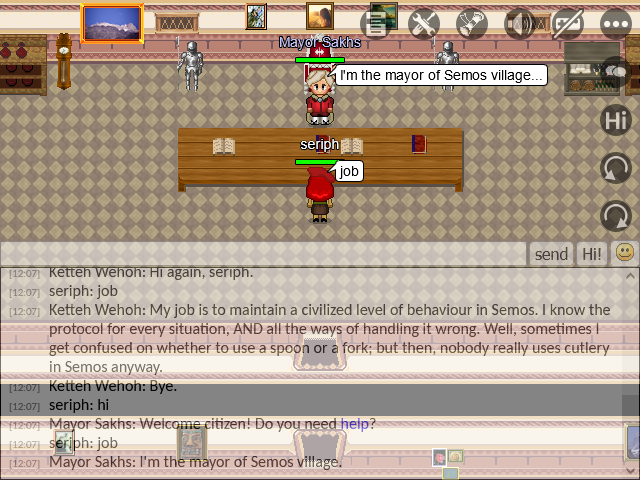 Mayor Sakhs
I'm the mayor of Semos village...
Hi
seriph
job
send
Hi!
[12:07] Ketteh Wehoh: Hi again, seriph.
[12:07] seriph: job
[12:07] Ketteh Wehoh: My job is to maintain a civilized level of behaviour in Semos. I know the
protocol for every situation, AND all the ways of handling it wrong. Well, sometimes I
get confused on whether to use a spoon or a fork; but then, nobody really uses cutlery
in Semos anyway.
[12:07] Ketteh Wehoh: Bye.
[12:07] seriph: hi
[12:07] Mayor Sakhs: Welcome citizen! Do you need help?
[12:07] seriph: job
[12:07] Mayor Sakhs: I'm the mayor of Semos village.